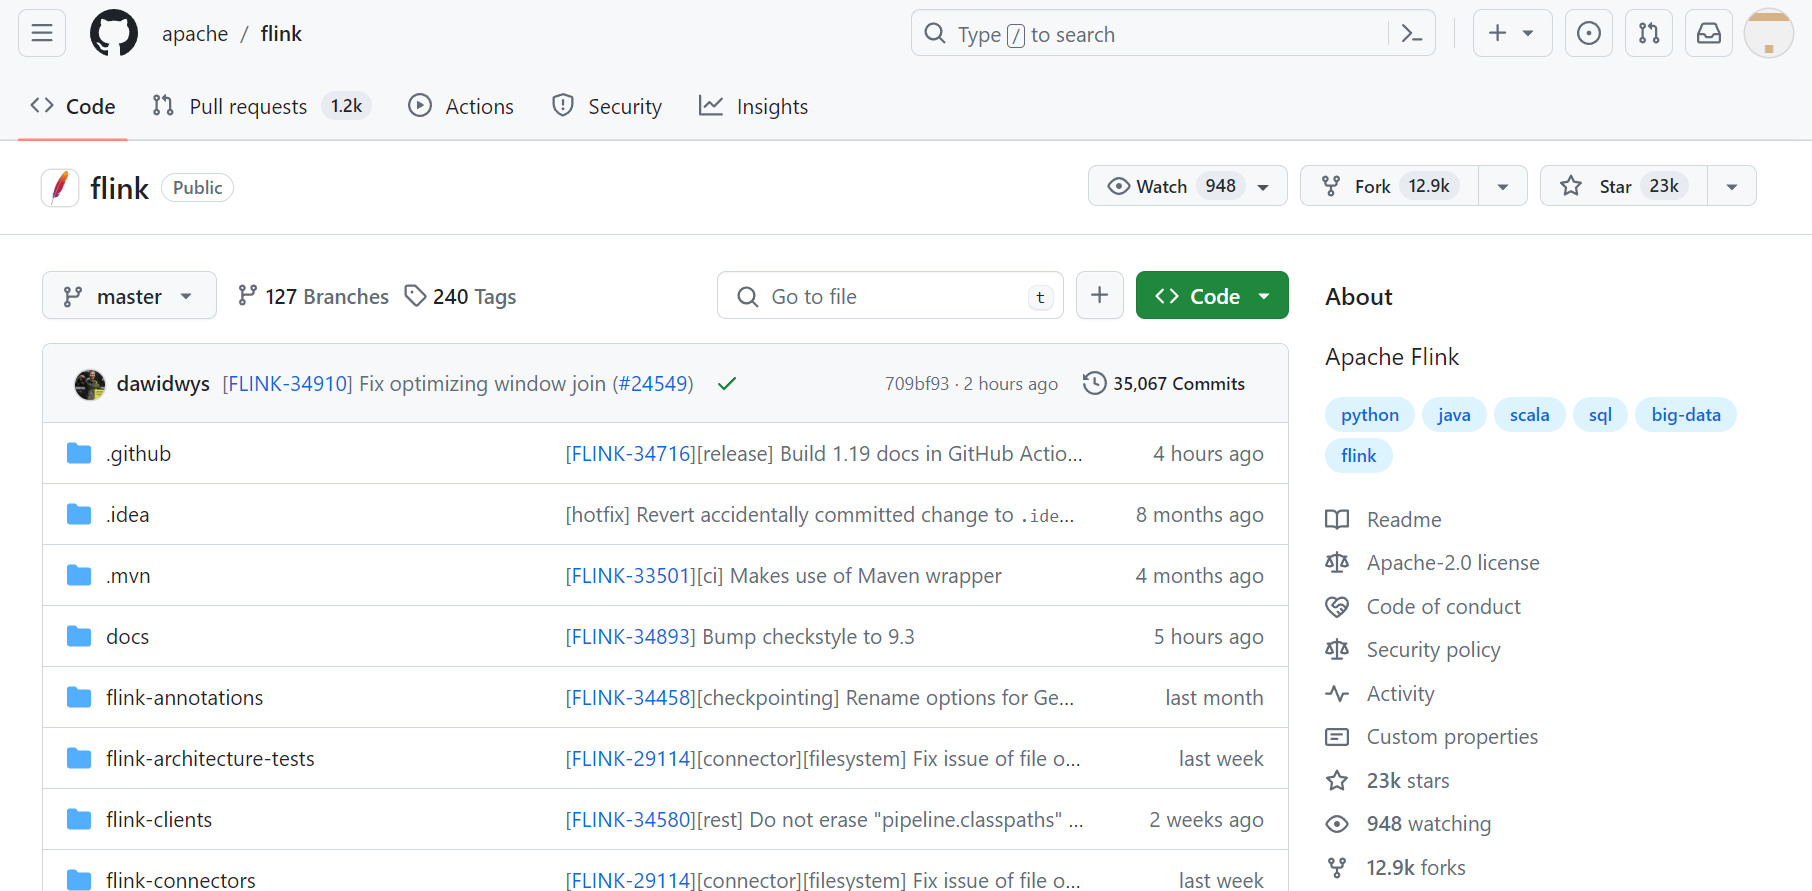 apache / flink
Type / to search
Code
Pull requests 1.2k
Actions
Security
Insights
flink Public
Watch 948
Fork 12.9k
Star 23k
master
127 Branches
240 Tags
Go to file t
Code
dawidwys [FLINK-34910] Fix optimizing window join (#24549)
709bf93 · 2 hours ago
35,067 Commits
.github [FLINK-34716][release] Build 1.19 docs in GitHub Actio... 4 hours ago
.idea [hotfix] Revert accidentally committed change to .ide... 8 months ago
.mvn [FLINK-33501][ci] Makes use of Maven wrapper 4 months ago
docs [FLINK-34893] Bump checkstyle to 9.3 5 hours ago
flink-annotations [FLINK-34458][checkpointing] Rename options for Ge... last month
flink-architecture-tests [FLINK-29114][connector][filesystem] Fix issue of file o... last week
flink-clients [FLINK-34580][rest] Do not erase "pipeline.classpaths" ... 2 weeks ago
flink-connectors [FLINK-29114][connector][filesystem] Fix issue of file o... last week
About
Apache Flink
python java scala sql big-data
flink
Readme
Apache-2.0 license
Code of conduct
Security policy
Activity
Custom properties
23k stars
948 watching
12.9k forks